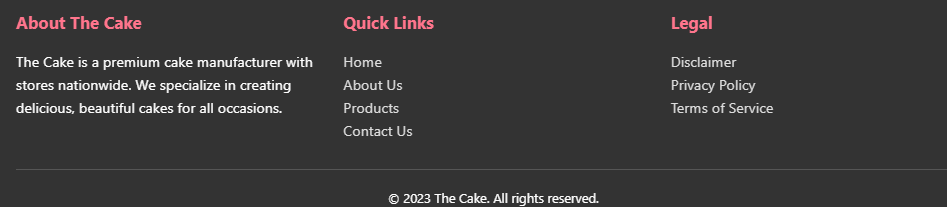 About The Cake
The Cake is a premium cake manufacturer with
stores nationwide. We specialize in creating
delicious, beautiful cakes for all occasions.
Quick Links
Home
About Us
Products
Contact Us
Legal
Disclaimer
Privacy Policy
Terms of Service
© 2023 The Cake. All rights reserved.